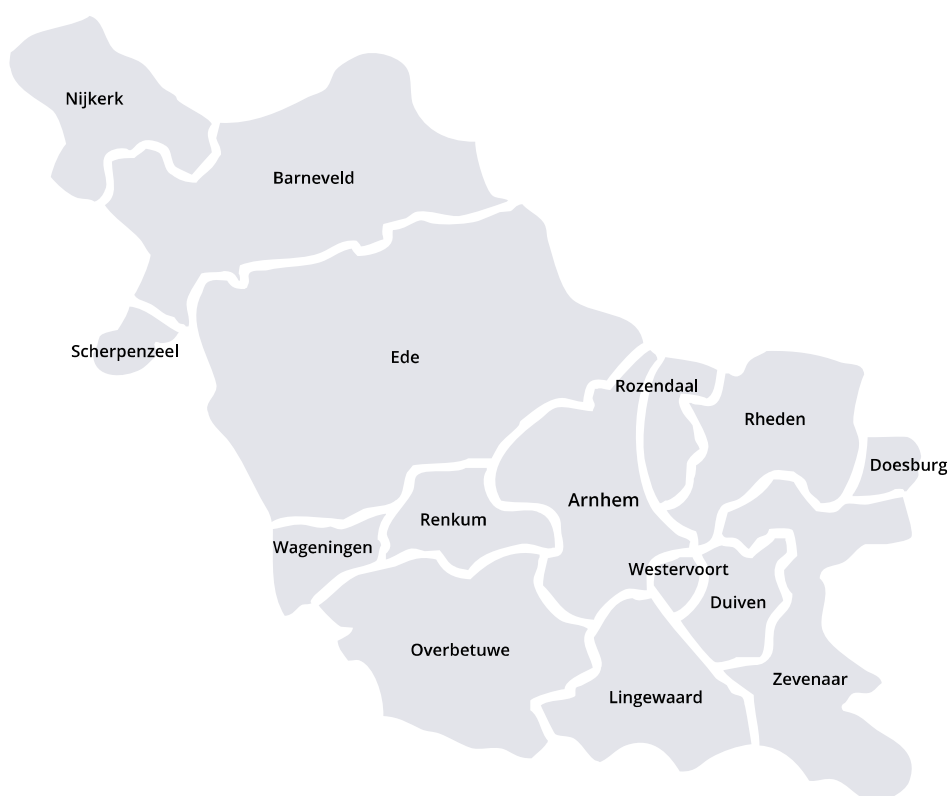 Nijkerk
Barneveld
Scherpenzeel
Ede
Rozendaal
Rheden
Doesburg
Arnhem
Renkum
Wageningen
Westervoort
Duiven
Overbetuwe
Zevenaar
Lingewaard